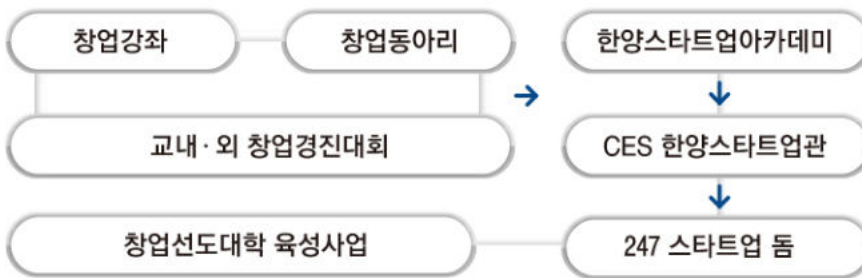 창업강좌
창업동아리
한양스타트업아카데미
교내·외 창업경진대회
CES 한양스타트업관
창업선도대학 육성사업
247 스타트업 돔